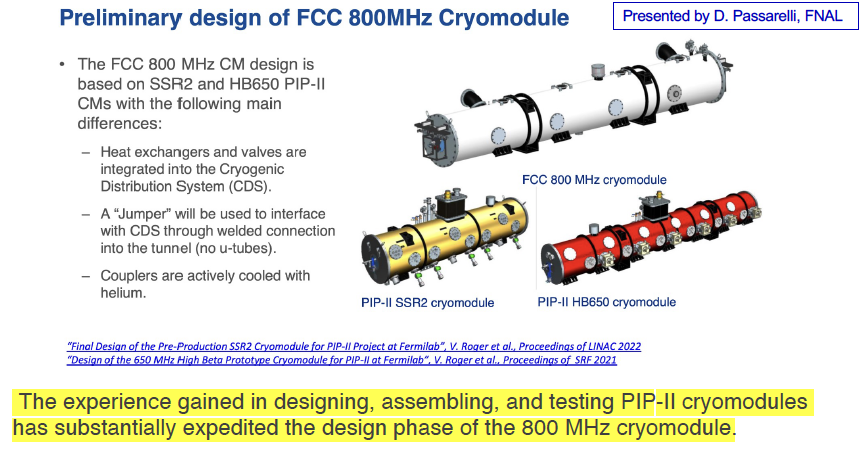 Preliminary design of FCC 800MHz Cryomodule
Presented by D. Passarelli, FNAL
• The FCC 800 MHz CM design is
based on SSR2 and HB650 PIP-II
CMs with the following main
differences:
– Heat exchangers and valves are
integrated into the Cryogenic
Distribution System (CDS).
– A “Jumper” will be used to interface
with CDS through welded connection
into the tunnel (no u-tubes).
– Couplers are actively cooled with
helium.
FCC 800 MHz cryomodule
PIP-II SSR2 cryomodule
PIP-II HB650 cryomodule
“Final Design of the Pre-Production SSR2 Cryomodule for PIP-II Project at Fermilab”, V. Roger et al., Proceedings of LINAC 2022
“Design of the 650 MHz High Beta Prototype Cryomodule for PIP-II at Fermilab”, V. Roger et al., Proceedings of SRF 2021
The experience gained in designing, assembling, and testing PIP-II cryomodules
has substantially expedited the design phase of the 800 MHz cryomodule.